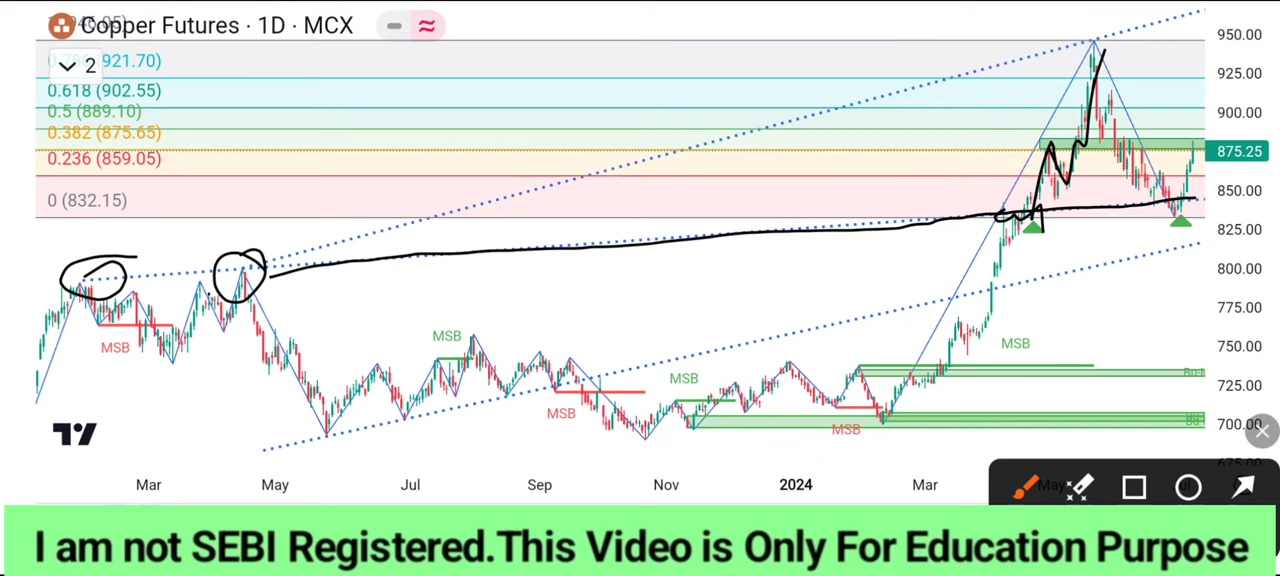 Copper Futures · 1D · MCX
2
(921.70)
0.618 (902.55)
0.5 (889.10)
0.382 (875.65)
0.236 (859.05)
0 (832.15)
950.00
925.00
900.00
875.25
850.00
825.00
800.00
775.00
750.00
725.00
700.00
MSB
MSB
MSB
MSB
MSB
MSB
Mar
May
Jul
Sep
Nov
2024
Mar
May
I am not SEBI Registered.This Video is Only For Education Purpose